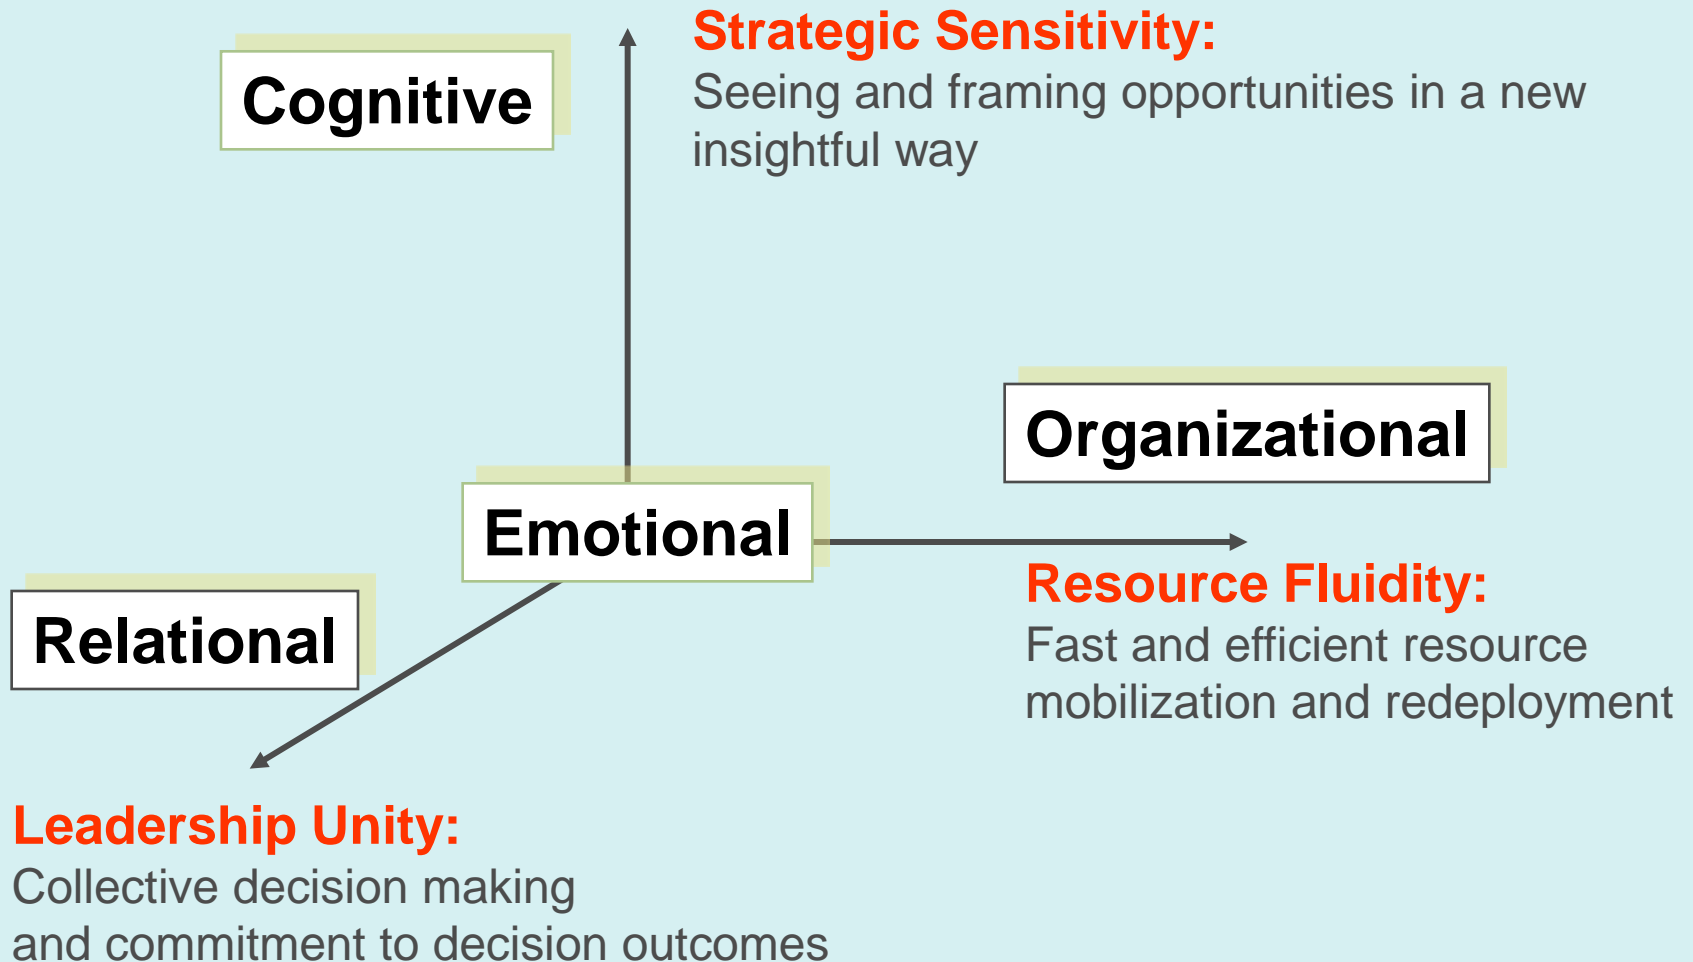 Cognitive
Strategic Sensitivity:
Seeing and framing opportunities in a new
insightful way
Organizational
Emotional
Resource Fluidity:
Fast and efficient resource
mobilization and redeployment
Relational
Leadership Unity:
Collective decision making
and commitment to decision outcomes